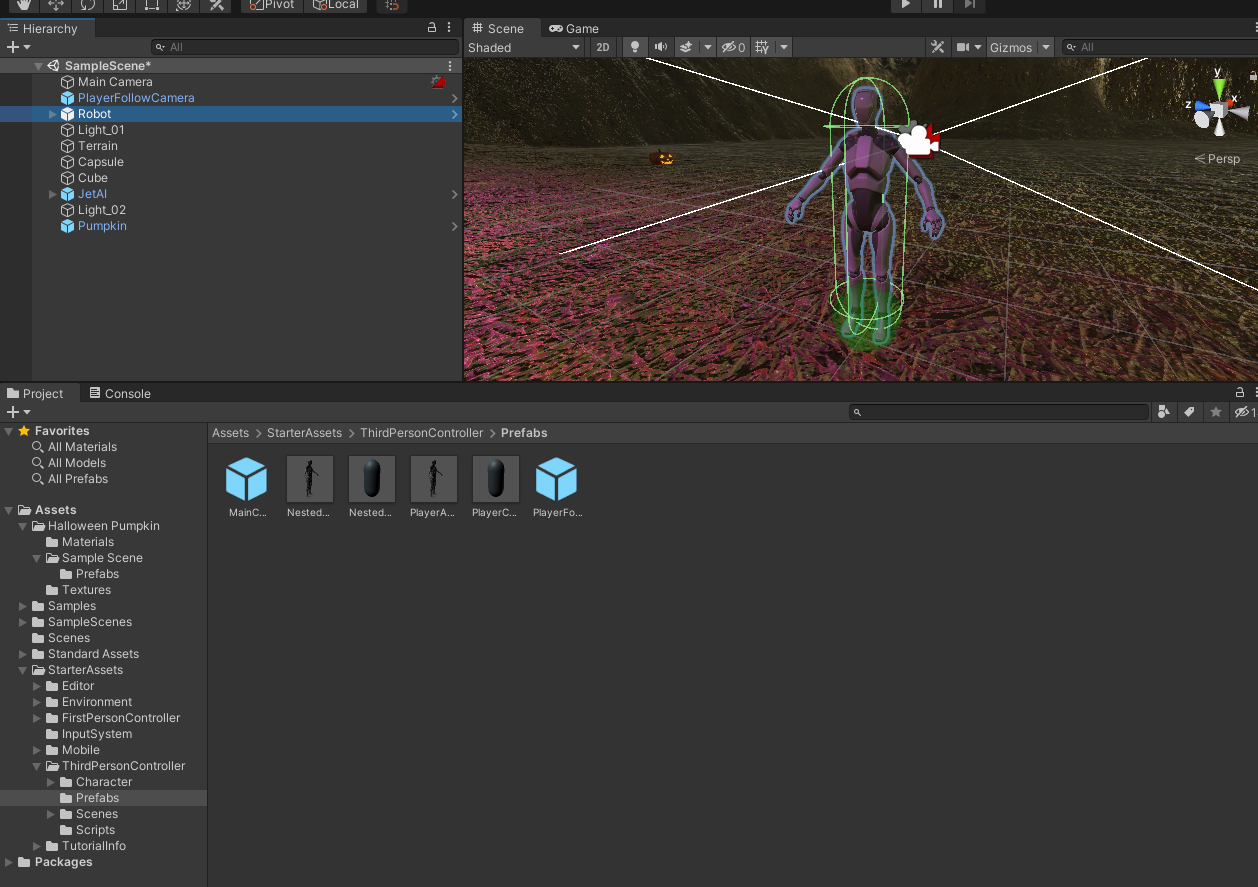 Pivot Local
Hierarchy
All
SampleScene*
Main Camera
PlayerFollowCamera
Robot
Light_01
Terrain
Capsule
Cube
JetAI
Light_02
Pumpkin
Scene Game
Shaded 2D 0 Gizmos All
y
x
z
Persp
Project Console
1
Favorites
All Materials
All Models
All Prefabs
Assets
Halloween Pumpkin
Materials
Sample Scene
Prefabs
Textures
Samples
SampleScenes
Scenes
Standard Assets
StarterAssets
Editor
Environment
FirstPersonController
InputSystem
Mobile
ThirdPersonController
Character
Prefabs
Scenes
Scripts
TutorialInfo
Packages
Assets > StarterAssets > ThirdPersonController > Prefabs
MainC... Nested... Nested... PlayerA... PlayerC... PlayerFo...